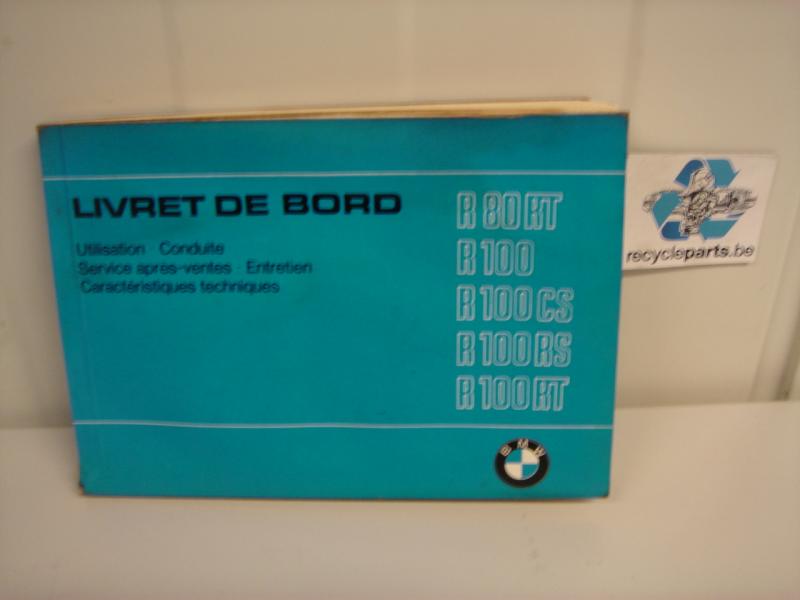 LIVRET DE BORD
Utilisation · Conduite
Service après-ventes · Entretien
Caractéristiques techniques
R 80 RT
R 100
R 100 CS
R 100 RS
R 100 RT
BMW
recycleparts.be